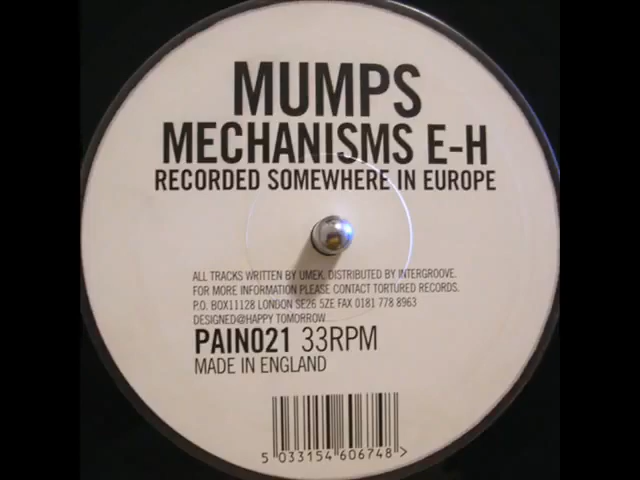 MUMPS
MECHANISMS E-H
RECORDED SOMEWHERE IN EUROPE
ALL TRACKS WRITTEN BY UMEK, DISTRIBUTED BY INTERGROOVE.
FOR MORE INFORMATION PLEASE CONTACT TORTURED RECORDS.
P.O. BOX11128 LONDON SE26 5ZE FAX 0181 778 8963
DESIGNED@HAPPY TOMORROW
PAIN021 33RPM
MADE IN ENGLAND
5 033154 606748 >